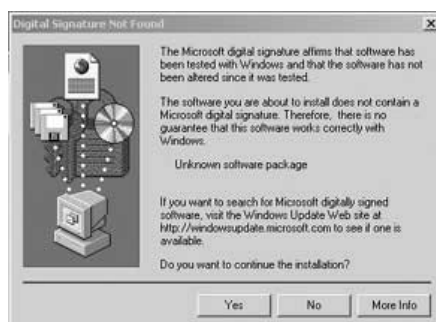 Digital Signature Not Found
The Microsoft digital signature affirms that software has
been tested with Windows and that the software has not
been altered since it was tested.
The software you are about to install does not contain a
Microsoft digital signature. Therefore, there is no
guarantee that this software works correctly with
Windows.
Unknown software package
If you want to search for Microsoft digitally signed
software, visit the Windows Update Web site at
http://windowsupdate.microsoft.com to see if one is
available.
Do you want to continue the installation?
Yes No More Info